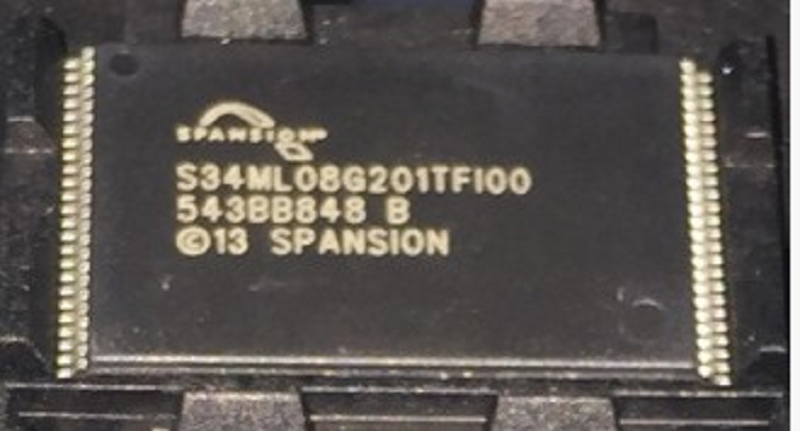 SPANSION
S34ML08G201TFI00
543BB848 B
©13 SPANSION